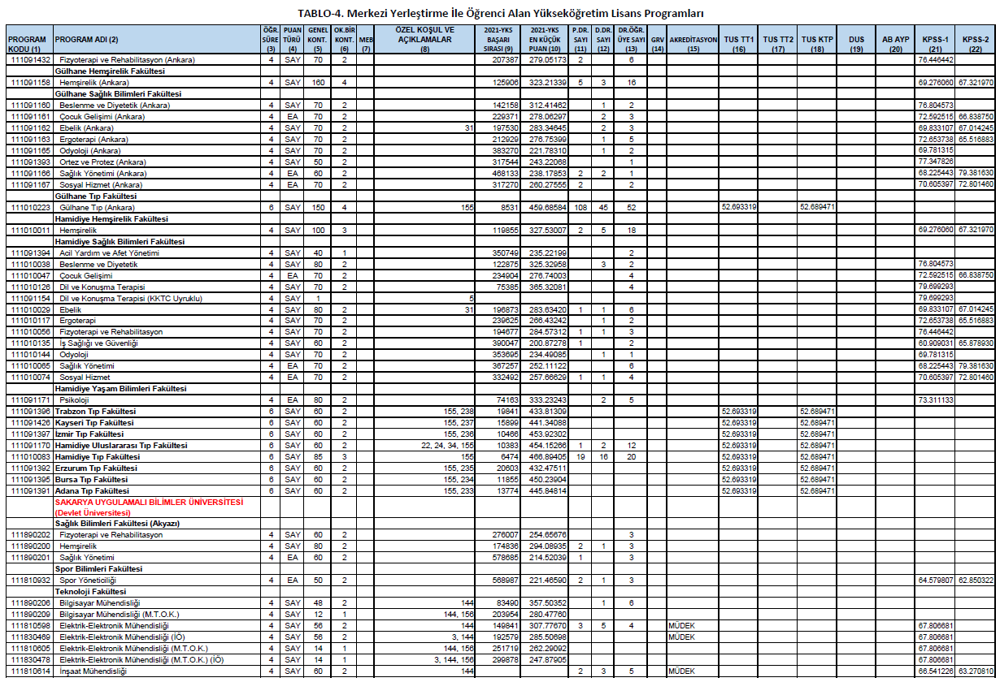 TABLO-4. Merkezi Yerleştirme İle Öğrenci Alan Yükseköğretim Lisans Programları
PROGRAM KODU (1) PROGRAM ADI (2) ÖĞR. SÜRE (3) PUAN TÜRÜ (4) GENEL KONT. (5) OK.BİR KONT. (6) MEB (7) ÖZEL KOŞUL VE AÇIKLAMALAR (8) 2021-YKS BAŞARI SIRASI (9) 2021-YKS EN KÜÇÜK PUAN (10) P.DR. SAYI (11) D.DR. SAYI (12) DR.ÖĞR. ÜYE SAYI (13) GRV (14) AKREDİTASYON (15) TUS TT1 (16) TUS TT2 (17) TUS KTP (18) DUS (19) AB AYP (20) KPSS-1 (21) KPSS-2 (22)
111091432 Fizyoterapi ve Rehabilitasyon (Ankara) 4 SAY 70 2 207387 279.05173 2 6 76.446442
Gülhane Hemşirelik Fakültesi
111091158 Hemşirelik (Ankara) 4 SAY 160 4 125906 323.21339 5 3 16 69.276060 67.321970
Gülhane Sağlık Bilimleri Fakültesi
111091160 Beslenme ve Diyetetik (Ankara) 4 SAY 70 2 142158 312.41462 1 2 76.804573
111091161 Çocuk Gelişimi (Ankara) 4 EA 70 2 229371 278.06297 2 3 72.592515 66.838750
111091162 Ebelik (Ankara) 4 SAY 70 2 31 197530 283.34645 2 3 69.833107 67.014245
111091163 Ergoterapi (Ankara) 4 SAY 70 2 212929 276.75399 1 5 72.653738 65.516883
111091165 Odyoloji (Ankara) 4 SAY 70 2 383270 221.78310 1 2 69.781315
111091393 Ortez ve Protez (Ankara) 4 SAY 50 2 317544 243.22068 1 77.347826
111091166 Sağlık Yönetimi (Ankara) 4 EA 60 2 468133 238.17853 2 2 1 68.225443 79.381630
111091167 Sosyal Hizmet (Ankara) 4 EA 70 2 317270 260.27555 2 2 70.605397 72.801460
Gülhane Tıp Fakültesi
111010223 Gülhane Tıp (Ankara) 6 SAY 150 4 155 8531 459.68584 108 45 52 52.693319 52.689471
Hamidiye Hemşirelik Fakültesi
111010011 Hemşirelik 4 SAY 100 3 119855 327.53007 2 5 18 69.276060 67.321970
Hamidiye Sağlık Bilimleri Fakültesi
111091394 Acil Yardım ve Afet Yönetimi 4 SAY 40 1 350749 235.22199 2
111010038 Beslenme ve Diyetetik 4 SAY 80 2 122875 325.32958 3 2 76.804573
111010047 Çocuk Gelişimi 4 EA 70 2 234904 276.74003 4 72.592515 66.838750
111010126 Dil ve Konuşma Terapisi 4 SAY 70 2 75385 365.32081 4 79.699293
111091154 Dil ve Konuşma Terapisi (KKTC Uyruklu) 4 SAY 1 5 79.699293
111010029 Ebelik 4 SAY 80 2 31 196873 283.63420 1 1 6 69.833107 67.014245
111010117 Ergoterapi 4 SAY 70 2 239625 266.43242 1 2 72.653738 65.516883
111010056 Fizyoterapi ve Rehabilitasyon 4 SAY 70 2 194677 284.57312 1 1 3 76.446442
111010135 İş Sağlığı ve Güvenliği 4 SAY 60 2 390047 200.87278 1 2 60.909031 65.878930
111010144 Odyoloji 4 SAY 70 2 353695 234.49085 1 1 69.781315
111010065 Sağlık Yönetimi 4 EA 70 2 367257 252.11122 6 68.225443 79.381630
111010074 Sosyal Hizmet 4 EA 70 2 332492 257.66629 1 1 4 70.605397 72.801460
Hamidiye Yaşam Bilimleri Fakültesi
111091171 Psikoloji 4 EA 80 2 74163 333.23243 2 5 73.311133
111091396 Trabzon Tıp Fakültesi 6 SAY 60 2 155, 238 19841 433.81309 52.693319 52.689471
111091426 Kayseri Tıp Fakültesi 6 SAY 60 2 155, 237 15899 441.34088 52.693319 52.689471
111091397 İzmir Tıp Fakültesi 6 SAY 60 2 155, 236 10466 453.92302 52.693319 52.689471
111091170 Hamidiye Uluslararası Tıp Fakültesi 6 SAY 60 2 22, 24, 34, 155 10383 454.15266 1 2 12 52.693319 52.689471
111010083 Hamidiye Tıp Fakültesi 6 SAY 85 3 155 6474 466.89405 19 16 20 52.693319 52.689471
111091392 Erzurum Tıp Fakültesi 6 SAY 60 2 155, 235 20603 432.47511 52.693319 52.689471
111091395 Bursa Tıp Fakültesi 6 SAY 60 2 155, 234 11855 450.23904 52.693319 52.689471
111091391 Adana Tıp Fakültesi 6 SAY 60 2 155, 233 13774 445.84814 52.693319 52.689471
SAKARYA UYGULAMALI BİLİMLER ÜNİVERSİTESİ
(Devlet Üniversitesi)
Sağlık Bilimleri Fakültesi (Akyazı)
111890202 Fizyoterapi ve Rehabilitasyon 4 SAY 60 2 276007 254.65676 3
111890200 Hemşirelik 4 SAY 80 2 174836 294.08935 2 1 3
111890201 Sağlık Yönetimi 4 EA 60 2 578685 214.52039 1 3
Spor Bilimleri Fakültesi
111810932 Spor Yöneticiliği 4 EA 50 2 568987 221.46590 2 1 3 64.579807 62.850322
Teknoloji Fakültesi
111890206 Bilgisayar Mühendisliği 4 SAY 48 2 144 83490 357.50352 1 6
111890209 Bilgisayar Mühendisliği (M.T.O.K.) 4 SAY 12 1 144, 156 203954 280.47760
111810598 Elektrik-Elektronik Mühendisliği 4 SAY 56 2 144 149841 307.77670 3 5 4 MÜDEK 67.806681
111830469 Elektrik-Elektronik Mühendisliği (İÖ) 4 SAY 56 2 3, 144 192579 285.50698 MÜDEK 67.806681
111810605 Elektrik-Elektronik Mühendisliği (M.T.O.K.) 4 SAY 14 1 144, 156 251719 262.29092 67.806681
111830478 Elektrik-Elektronik Mühendisliği (M.T.O.K.) (İÖ) 4 SAY 14 1 3, 144, 156 299878 247.87905 67.806681
111810614 İnşaat Mühendisliği 4 SAY 60 2 144 2 3 5 MÜDEK 66.541226 63.270810